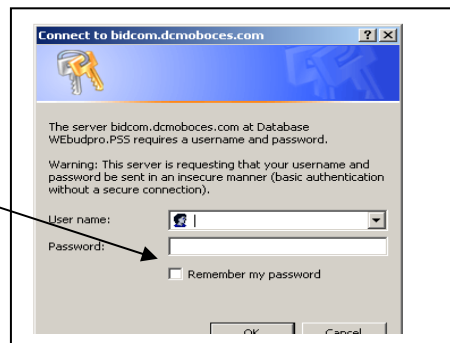 Connect to bidcom.dcmoboces.com
The server bidcom.dcmoboces.com at Database
WEbudpro.PSS requires a username and password.
Warning: This server is requesting that your username and
password be sent in an insecure manner (basic authentication
without a secure connection).
User name:
Password:
Remember my password
OK Cancel